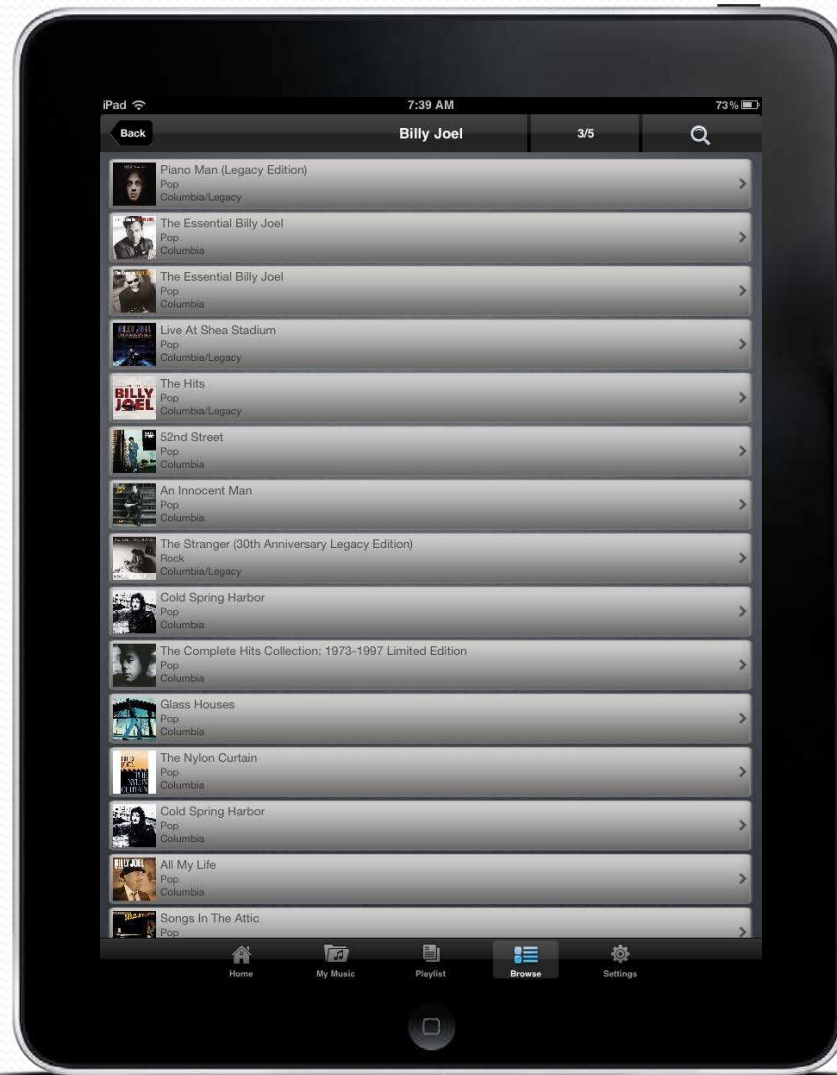 iPad
7:39 AM
73%
Back
Billy Joel
3/5
Piano Man (Legacy Edition)
Pop
Columbia/Legacy
The Essential Billy Joel
Pop
Columbia
The Essential Billy Joel
Pop
Columbia
Live At Shea Stadium
Pop
Columbia/Legacy
BILLY
JOEL
The Hits
Pop
Columbia/Legacy
52nd Street
Pop
Columbia
An Innocent Man
Pop
Columbia
The Stranger (30th Anniversary Legacy Edition)
Rock
Columbia/Legacy
Cold Spring Harbor
Pop
Columbia
The Complete Hits Collection: 1973-1997 Limited Edition
Pop
Columbia
Glass Houses
Pop
Columbia
BILLY
JOEL
THE
NYLON
CURTAIN
The Nylon Curtain
Pop
Columbia
Cold Spring Harbor
Pop
Columbia
BILLY JOEL
All My Life
Pop
Columbia
Songs In The Attic
Pop
Home
My Music
Playlist
Browse
Settings